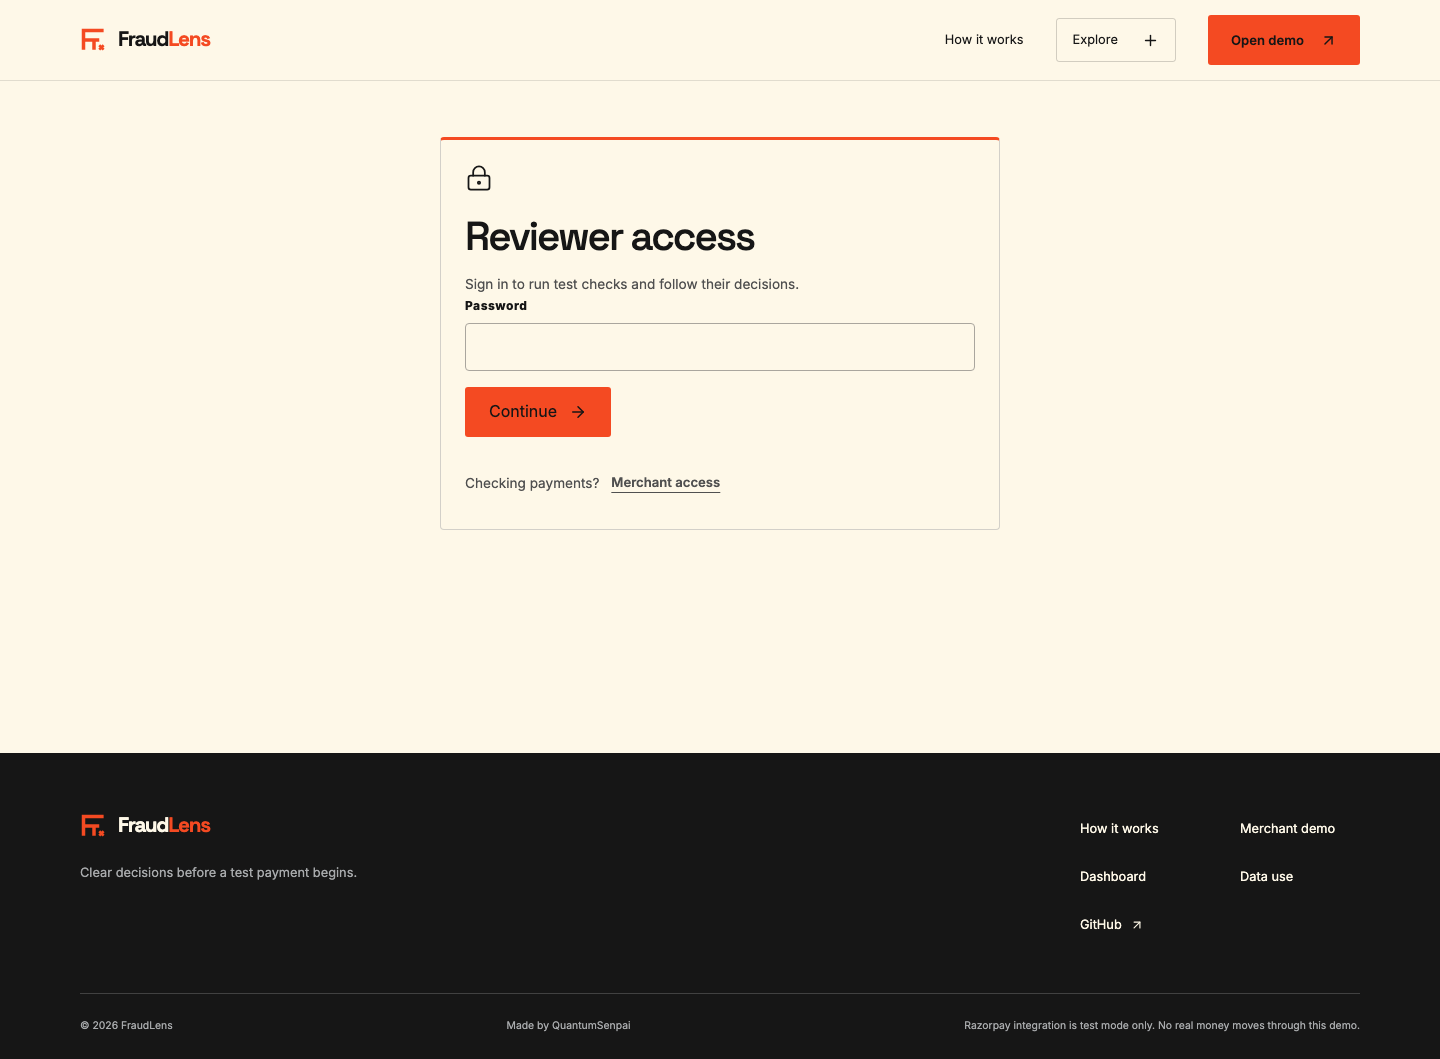 FraudLens
How it works
Explore
Open demo
Reviewer access
Sign in to run test checks and follow their decisions.
Password
Continue
Checking payments? Merchant access
FraudLens
Clear decisions before a test payment begins.
How it works
Merchant demo
Dashboard
Data use
GitHub
© 2026 FraudLens
Made by QuantumSenpai
Razorpay integration is test mode only. No real money moves through this demo.